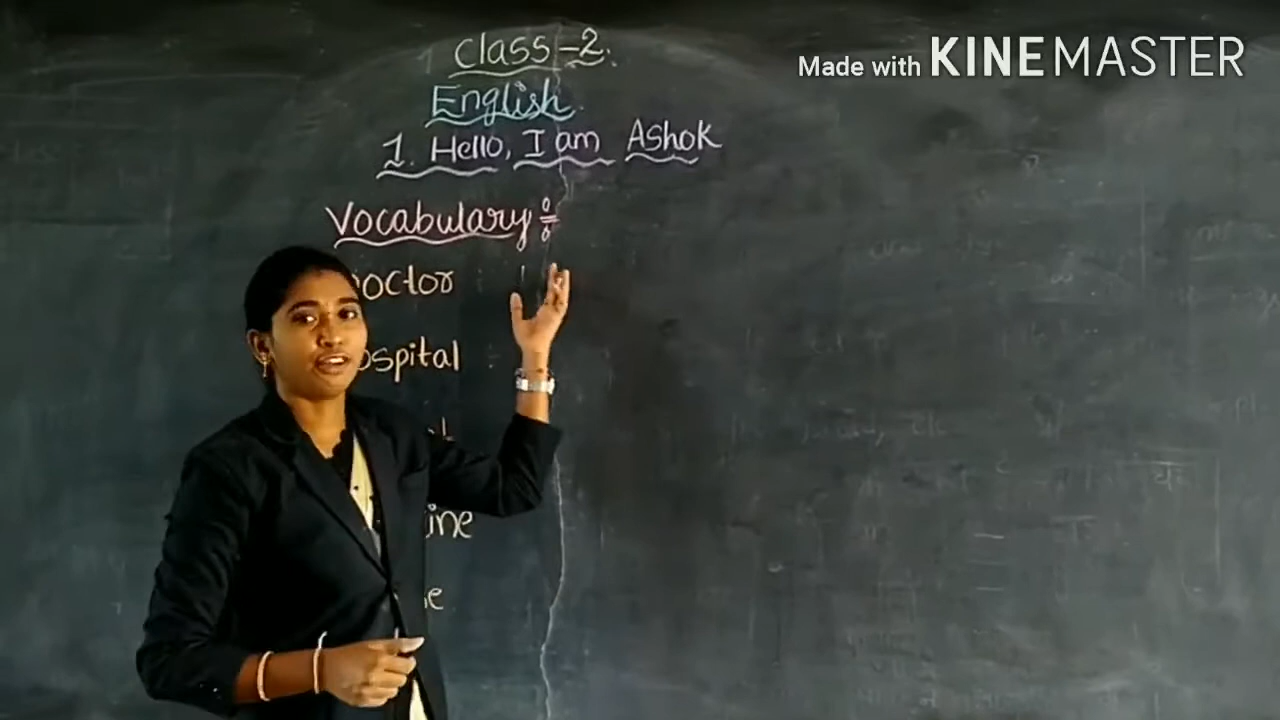 Class-2.
Made with KINEMASTER
English.
1. Hello, I am Ashok
Vocabulary :
octor :
ospital :
ine
e